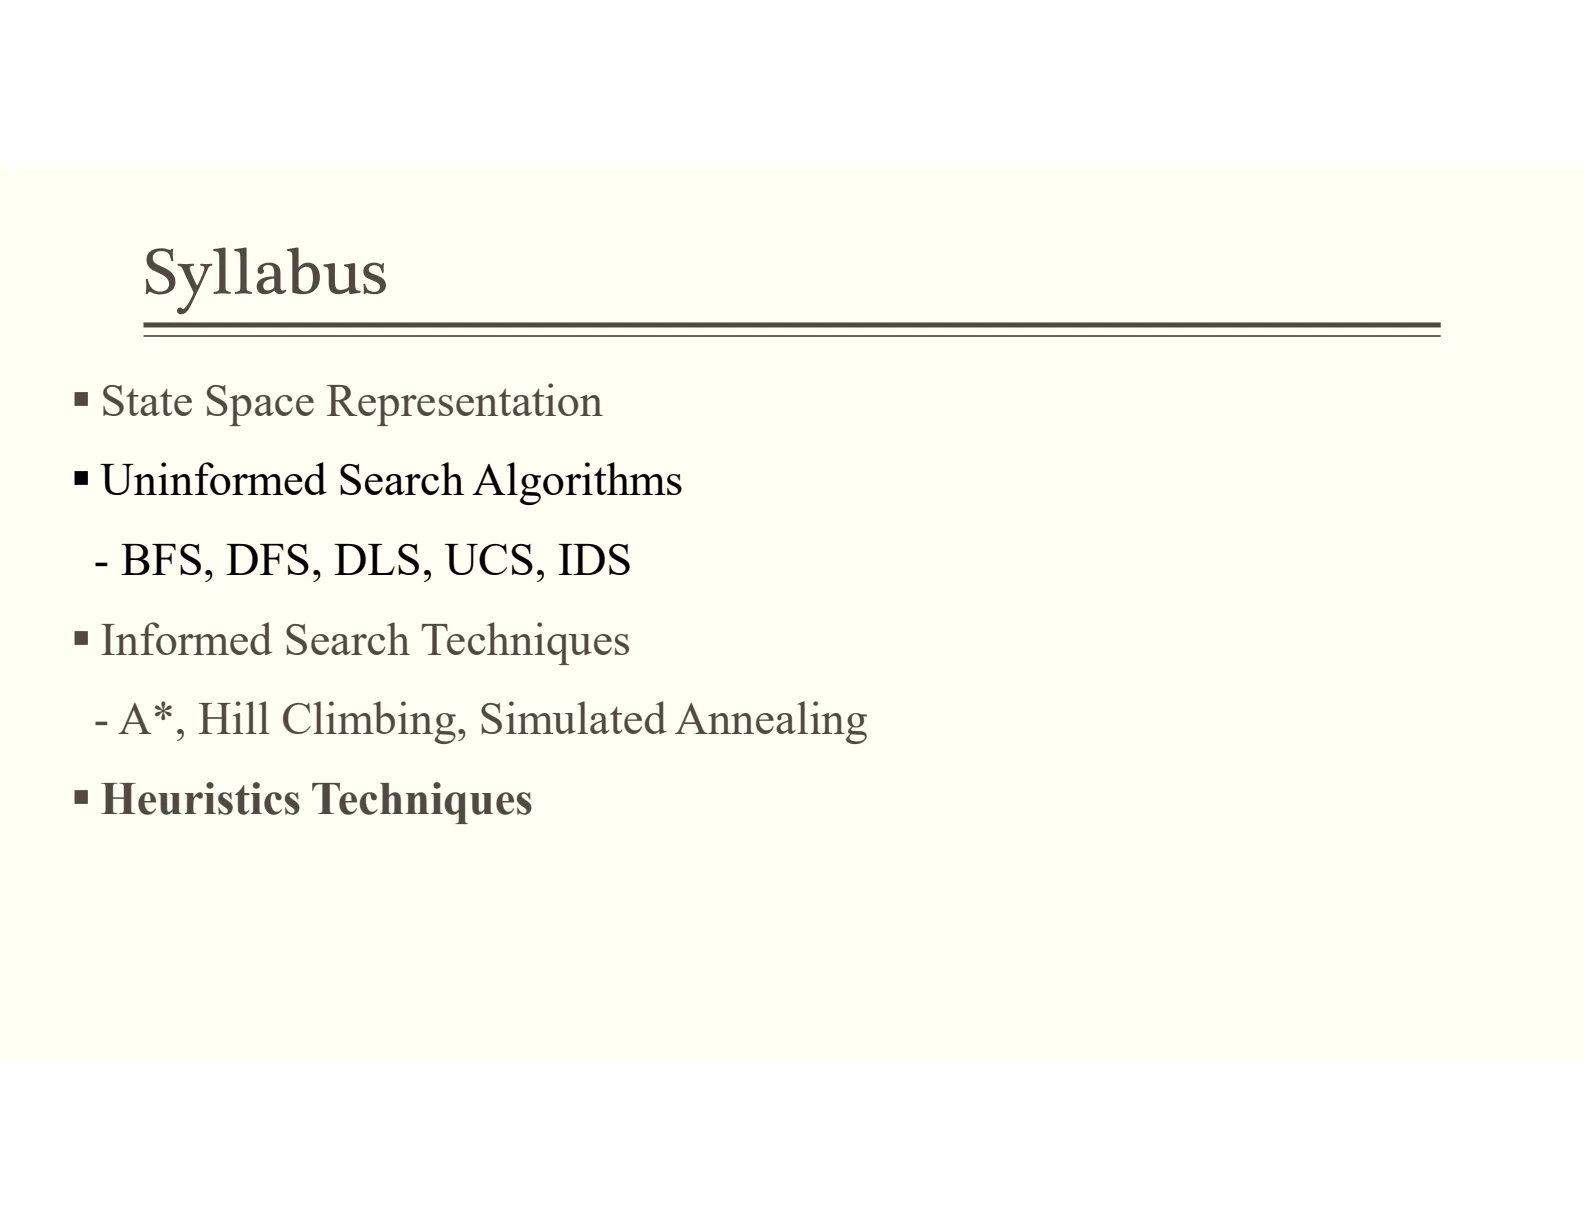 Syllabus
▪ State Space Representation
▪ Uninformed Search Algorithms
- BFS, DFS, DLS, UCS, IDS
▪ Informed Search Techniques
- A*, Hill Climbing, Simulated Annealing
▪ Heuristics Techniques